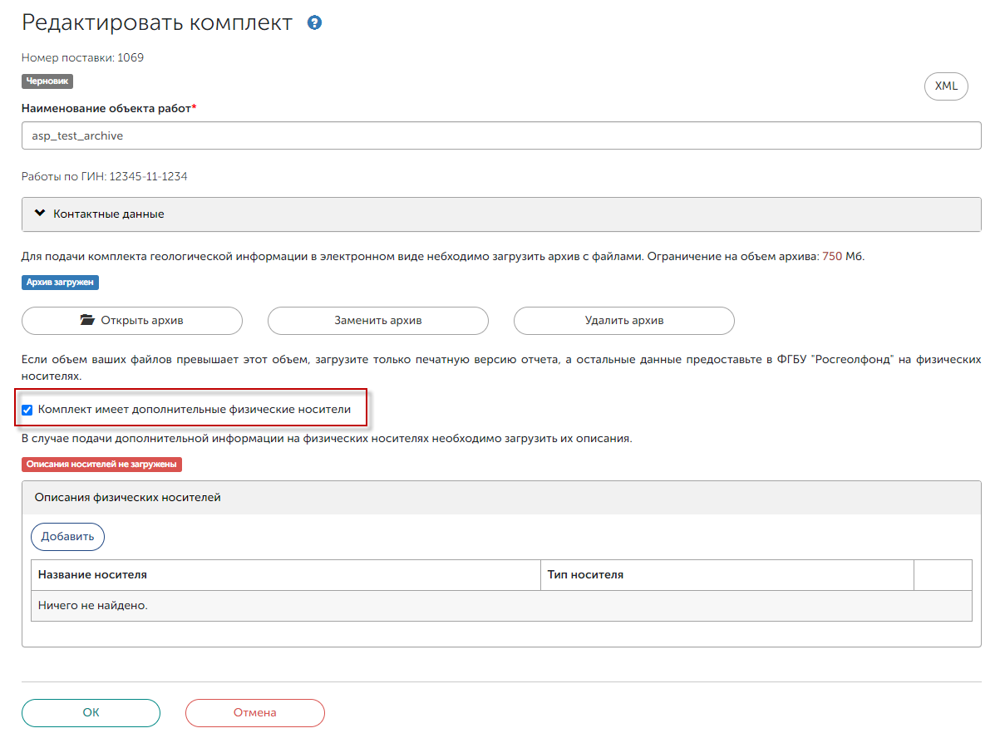 Редактировать комплект ?
Номер поставки: 1069
Черновик
XML
Наименование объекта работ*
asp_test_archive
Работы по ГИН: 12345-11-1234
Контактные данные
Для подачи комплекта геологической информации в электронном виде небходимо загрузить архив с файлами. Ограничение на объем архива: 750 Мб.
Архив загружен
Открыть архив Заменить архив Удалить архив
Если объем ваших файлов превышает этот объем, загрузите только печатную версию отчета, а остальные данные предоставьте в ФГБУ "Росгеолфонд" на физических
носителях.
Комплект имеет дополнительные физические носители
В случае подачи дополнительной информации на физических носителях необходимо загрузить их описания.
Описания носителей не загружены
Описания физических носителей
Добавить
Название носителя Тип носителя
Ничего не найдено.
ОК Отмена